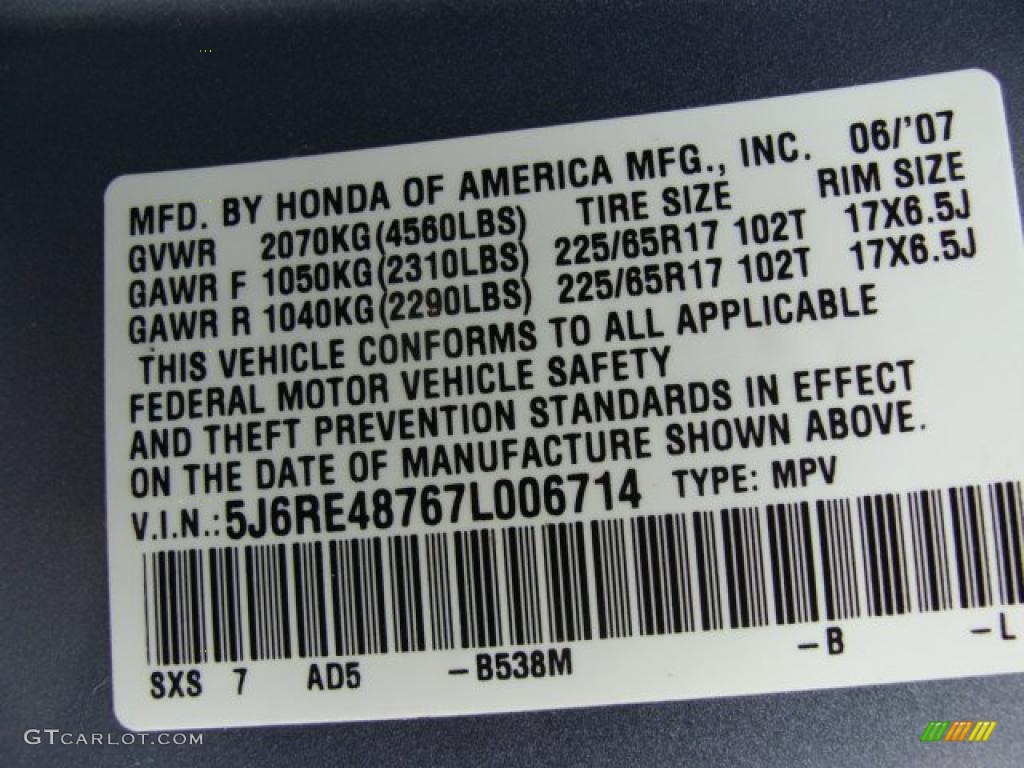 MFD. BY HONDA OF AMERICA MFG., INC. 06/'07
GVWR 2070KG(4560LBS) TIRE SIZE RIM SIZE
GAWR F 1050KG(2310LBS) 225/65R17 102T 17X6.5J
GAWR R 1040KG(2290LBS) 225/65R17 102T 17X6.5J
THIS VEHICLE CONFORMS TO ALL APPLICABLE
FEDERAL MOTOR VEHICLE SAFETY
AND THEFT PREVENTION STANDARDS IN EFFECT
ON THE DATE OF MANUFACTURE SHOWN ABOVE.
V.I.N.:5J6RE48767L006714 TYPE: MPV
SXS 7 AD5 -B538M -B -L
GTCARLOT.COM